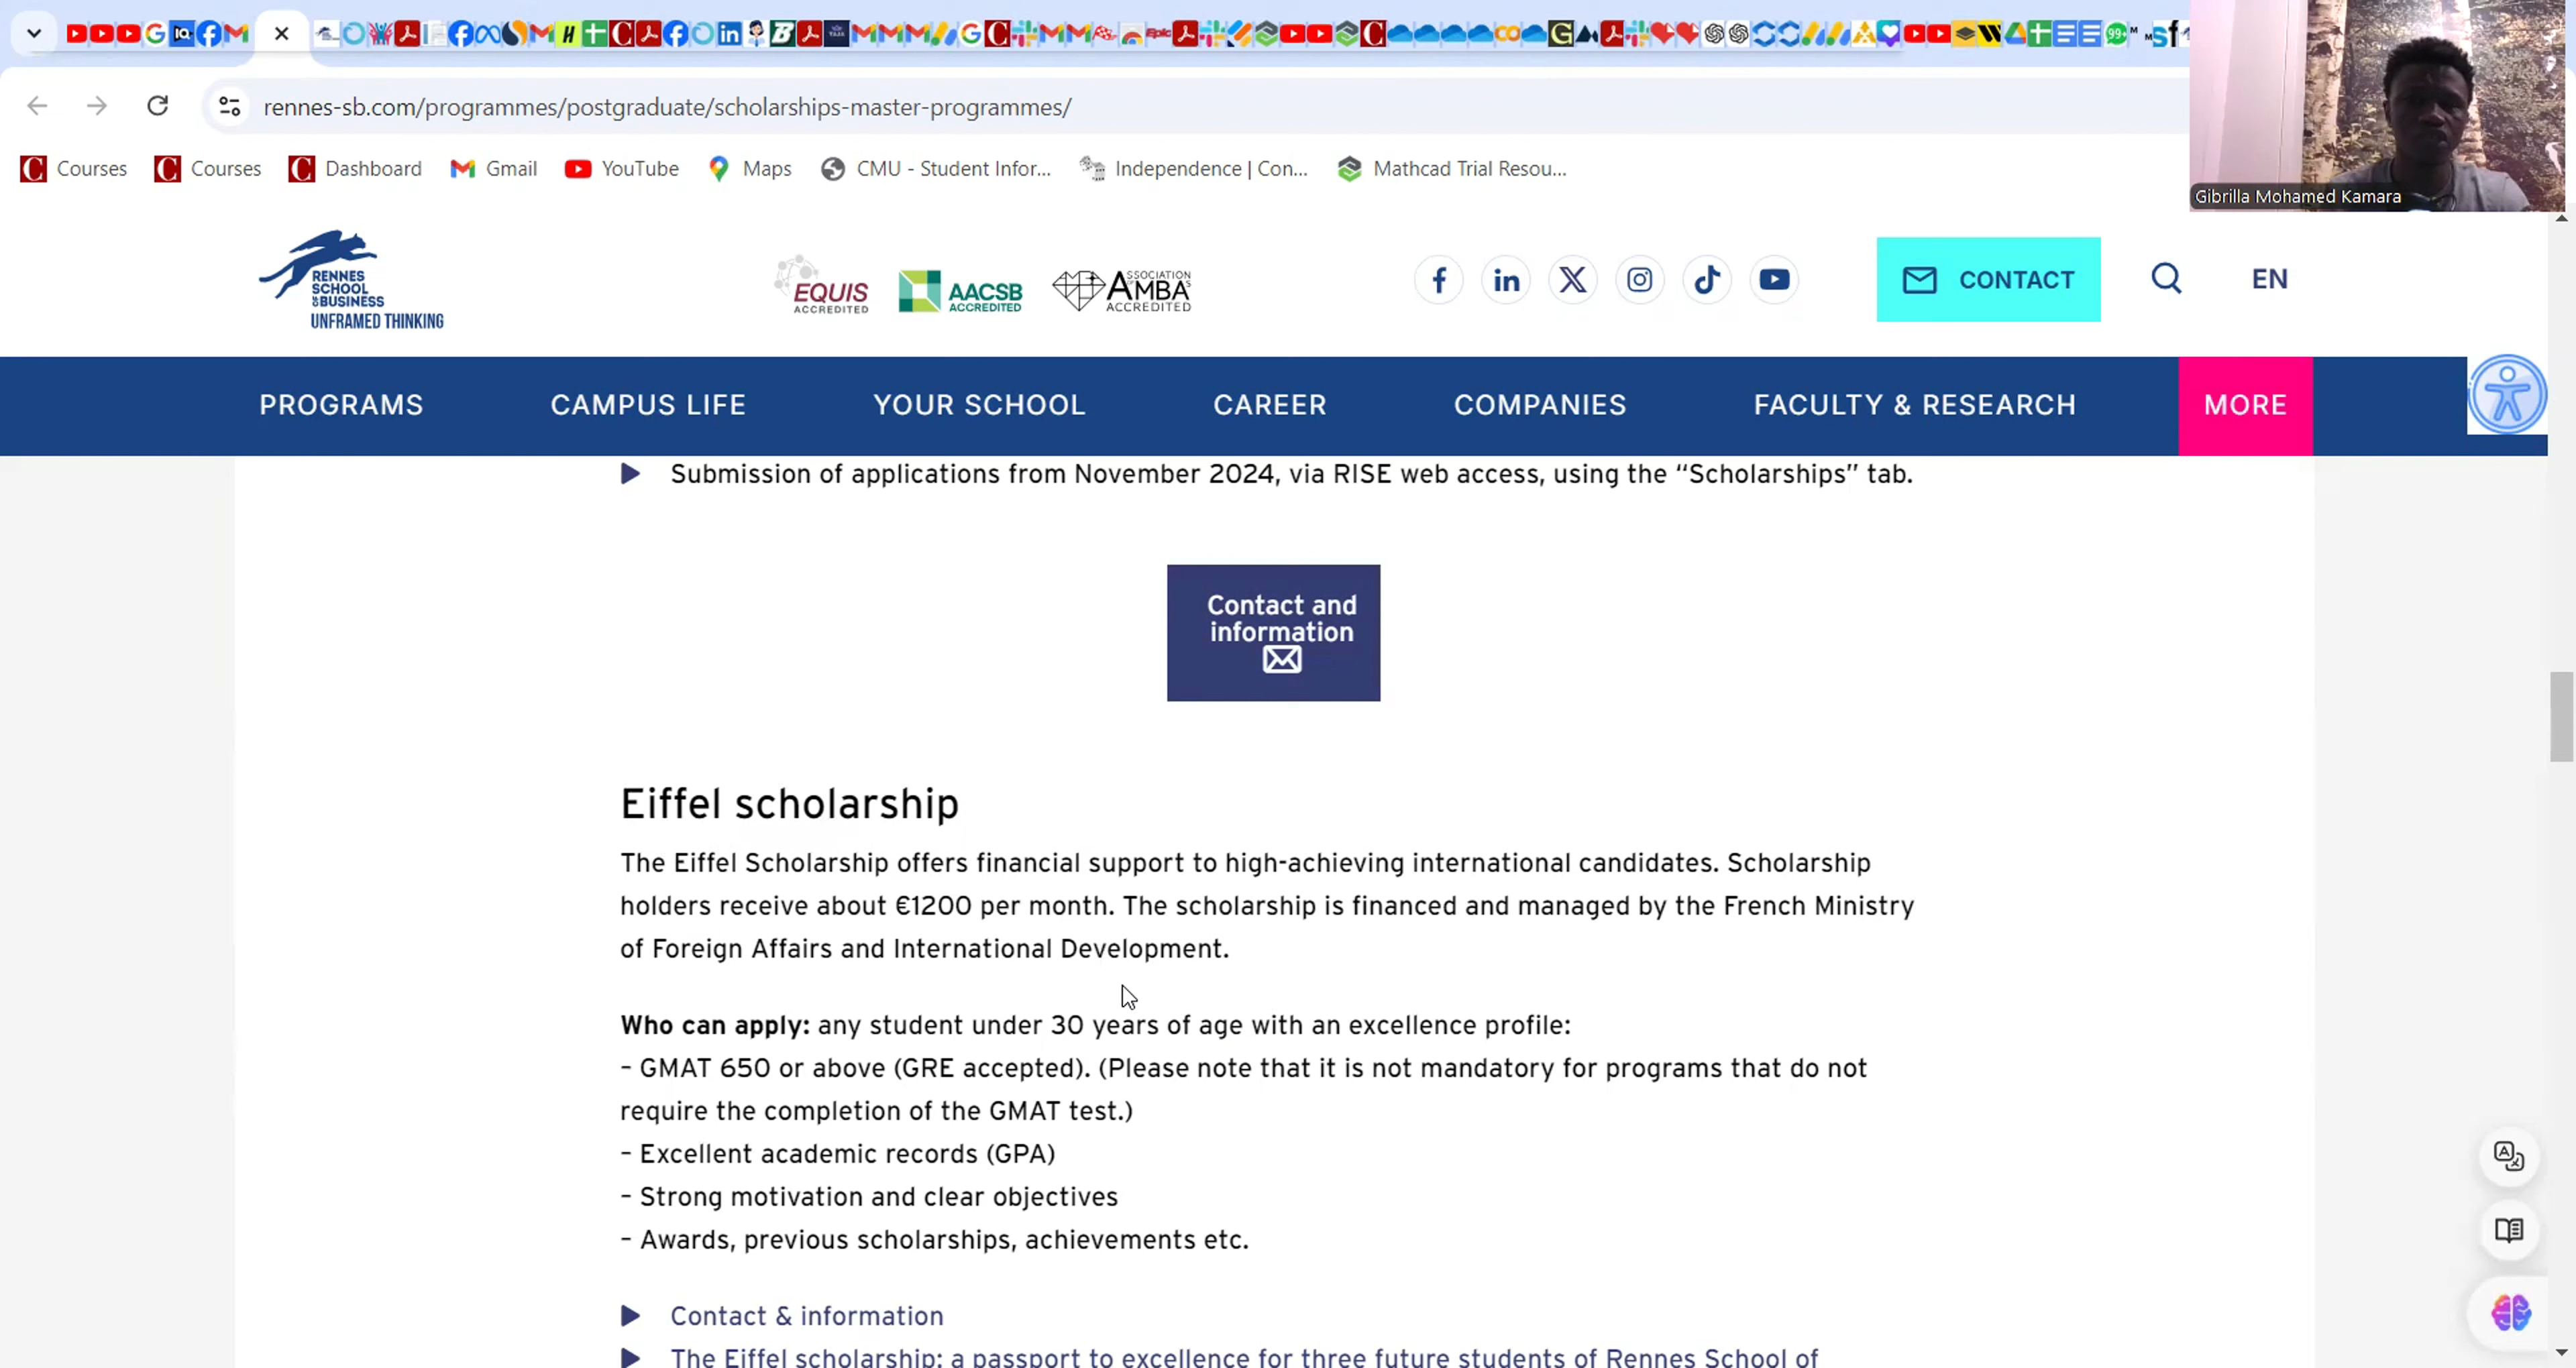 rennes-sb.com/programmes/postgraduate/scholarships-master-programmes/
Courses
Courses
Dashboard
Gmail
YouTube
Maps
CMU - Student Infor...
Independence | Con...
Mathcad Trial Resou...
Gibrilla Mohamed Kamara
RENNES
SCHOOL
OF BUSINESS
UNFRAMED THINKING
EQUIS
ACCREDITED
AACSB
ACCREDITED
ASSOCIATION
OF
AMBA's
ACCREDITED
CONTACT
EN
PROGRAMS
CAMPUS LIFE
YOUR SCHOOL
CAREER
COMPANIES
FACULTY & RESEARCH
MORE
Submission of applications from November 2024, via RISE web access, using the “Scholarships” tab.
Contact and
information
Eiffel scholarship
The Eiffel Scholarship offers financial support to high-achieving international candidates. Scholarship
holders receive about €1200 per month. The scholarship is financed and managed by the French Ministry
of Foreign Affairs and International Development.
Who can apply: any student under 30 years of age with an excellence profile:
– GMAT 650 or above (GRE accepted). (Please note that it is not mandatory for programs that do not
require the completion of the GMAT test.)
– Excellent academic records (GPA)
– Strong motivation and clear objectives
– Awards, previous scholarships, achievements etc.
Contact & information
The Eiffel scholarship: a passport to excellence for three future students of Rennes School of